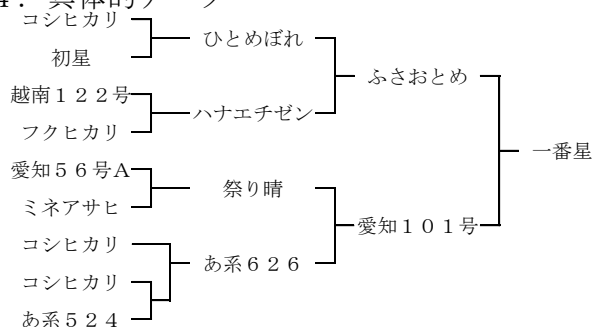 ４．具体的データ
コシヒカリ
ひとめぼれ
初星
ふさおとめ
越南１２２号
ハナエチゼン
フクヒカリ
一番星
愛知５６号A
祭り晴
ミネアサヒ
愛知１０１号
コシヒカリ
あ系６２６
コシヒカリ
あ系５２４